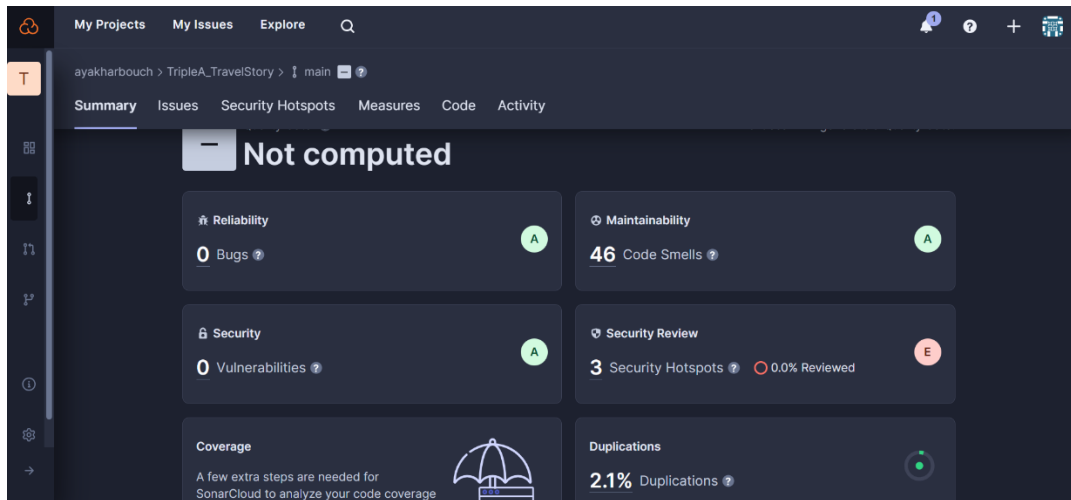 My Projects My Issues Explore
1
T
ayakharbouch > TripleA_TravelStory > main
Summary Issues Security Hotspots Measures Code Activity
Not computed
Reliability
0 Bugs
A
Maintainability
46 Code Smells
A
Security
0 Vulnerabilities
A
Security Review
3 Security Hotspots 0.0% Reviewed
E
Coverage
A few extra steps are needed for
SonarCloud to analyze your code coverage
Duplications
2.1% Duplications